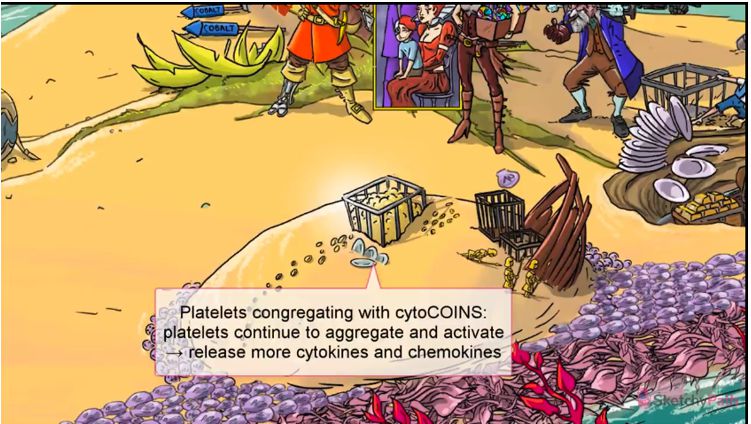 COBALT
COBALT
Platelets congregating with cytoCOINS:
platelets continue to aggregate and activate
→ release more cytokines and chemokines
SketchyPath